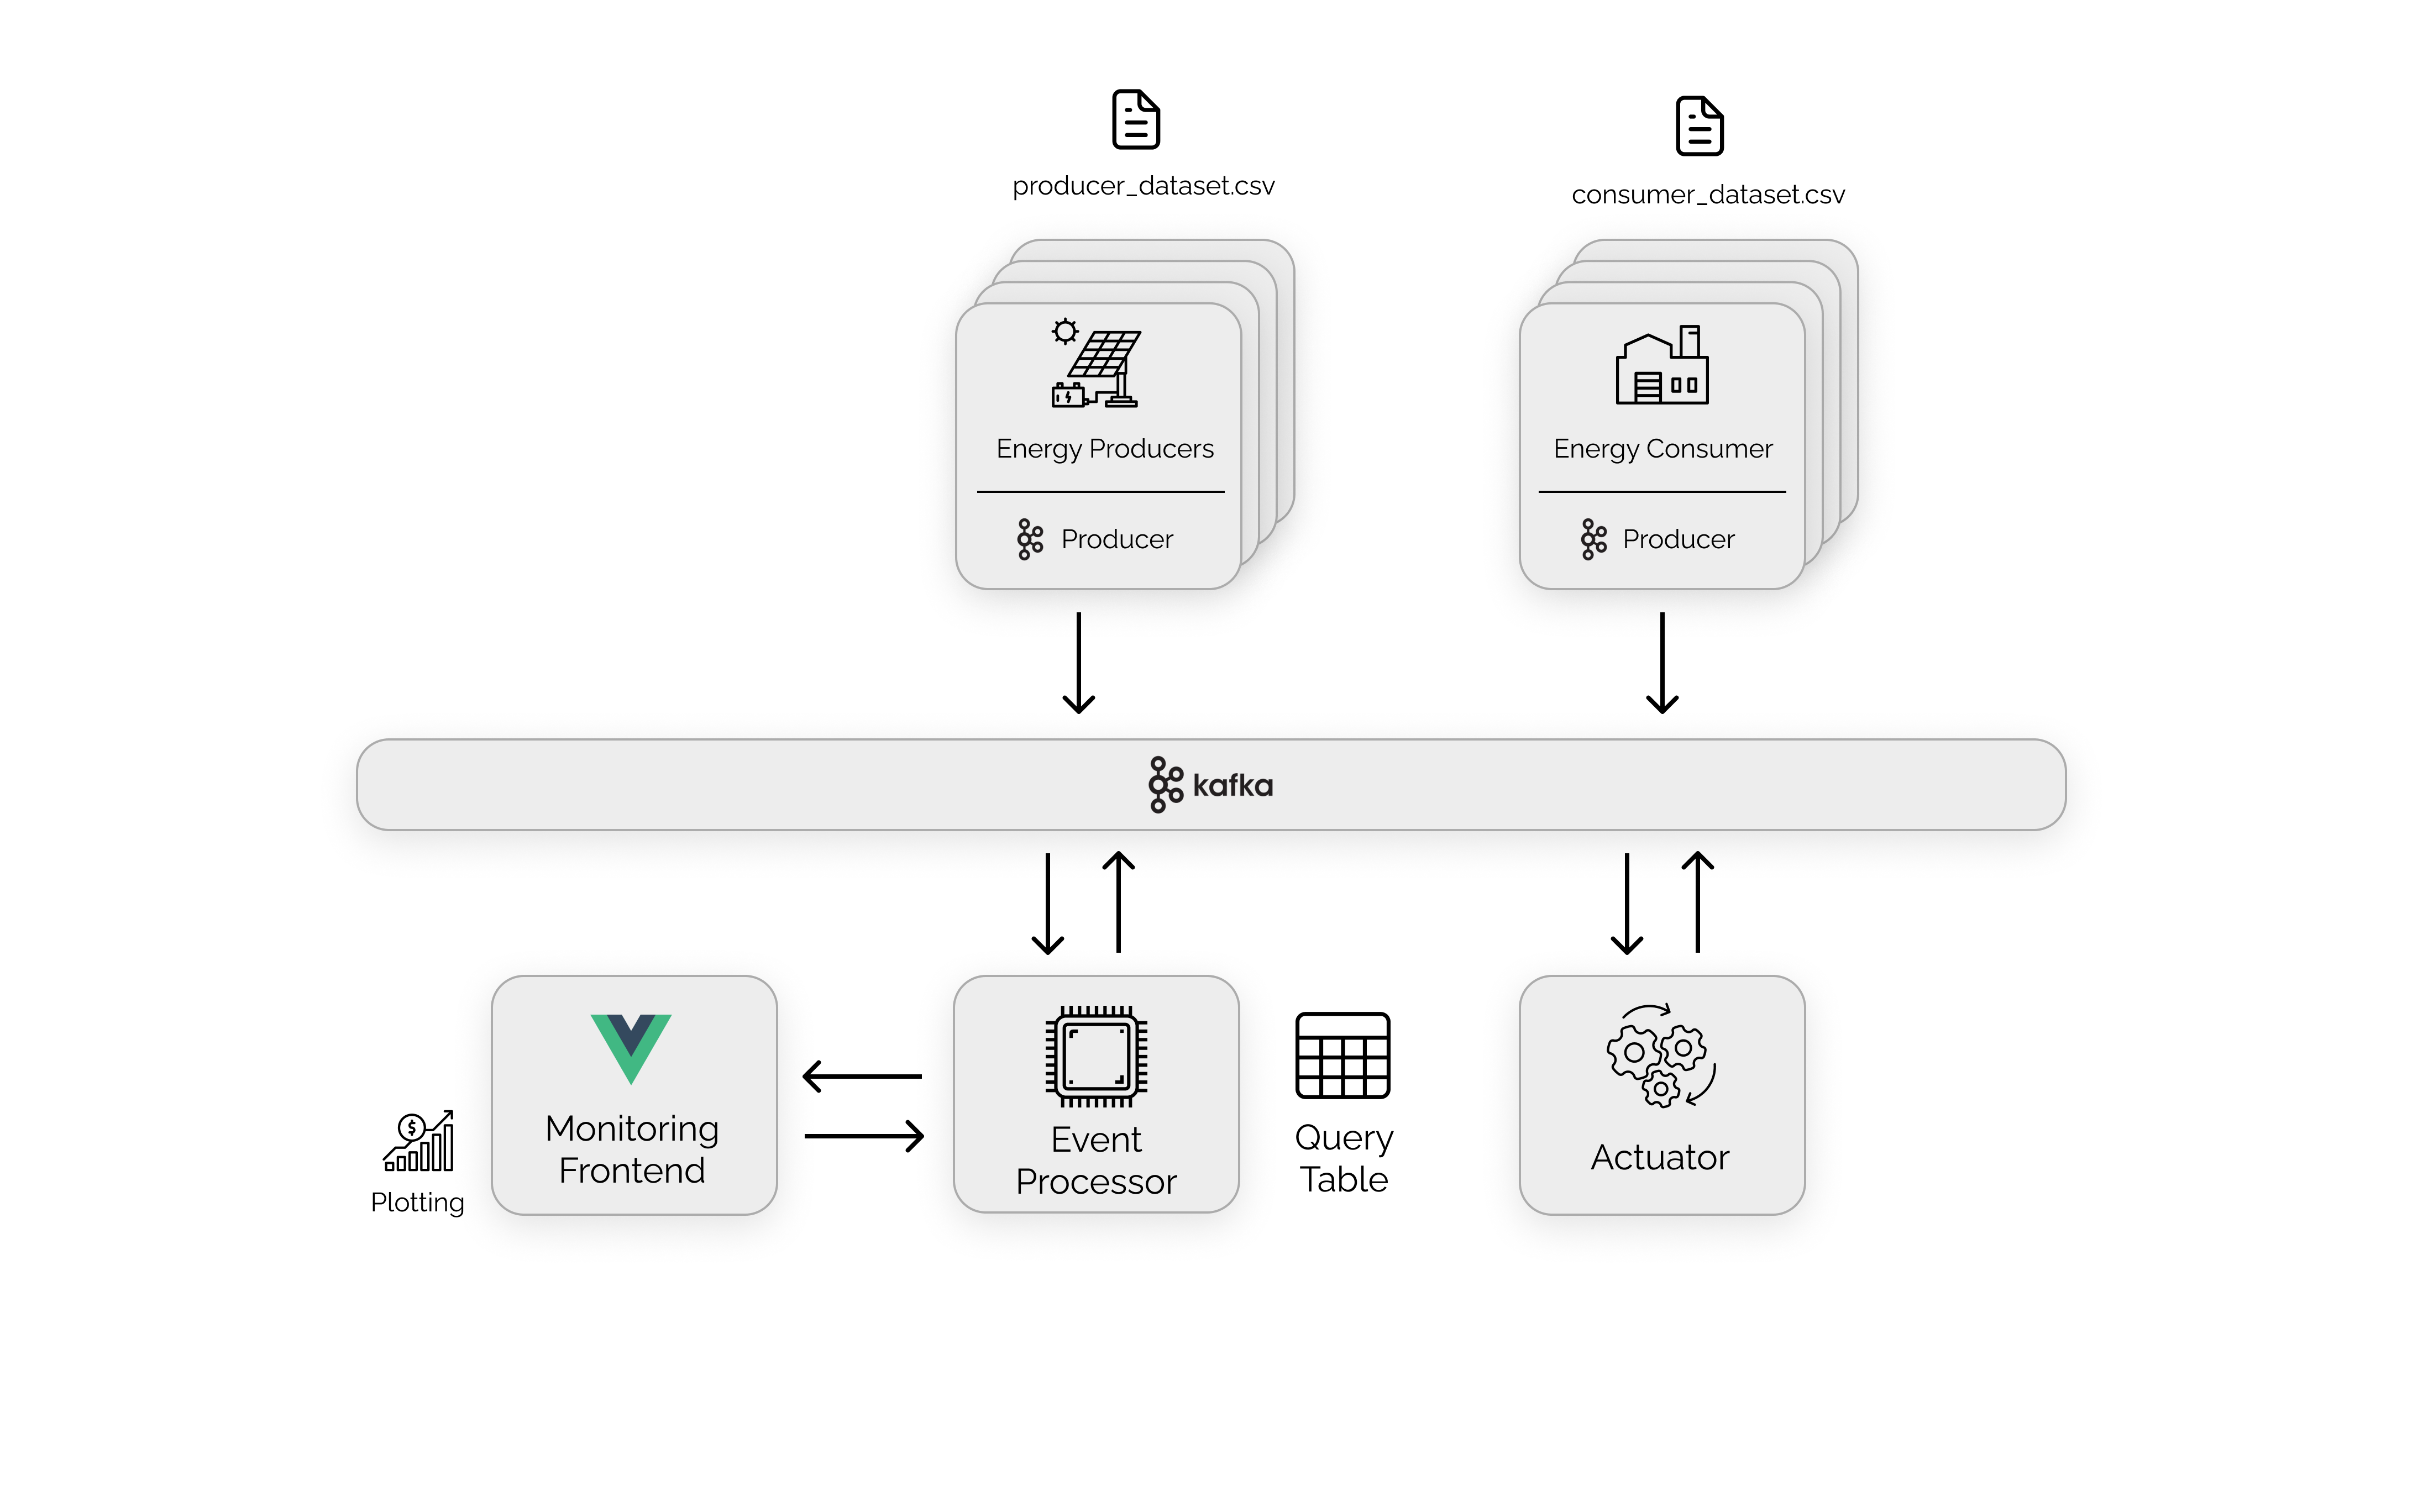 producer_dataset.csv
consumer_dataset.csv
Energy Producers
Producer
Energy Consumer
Producer
kafka
Monitoring
Frontend
Plotting
Event
Processor
Query
Table
Actuator